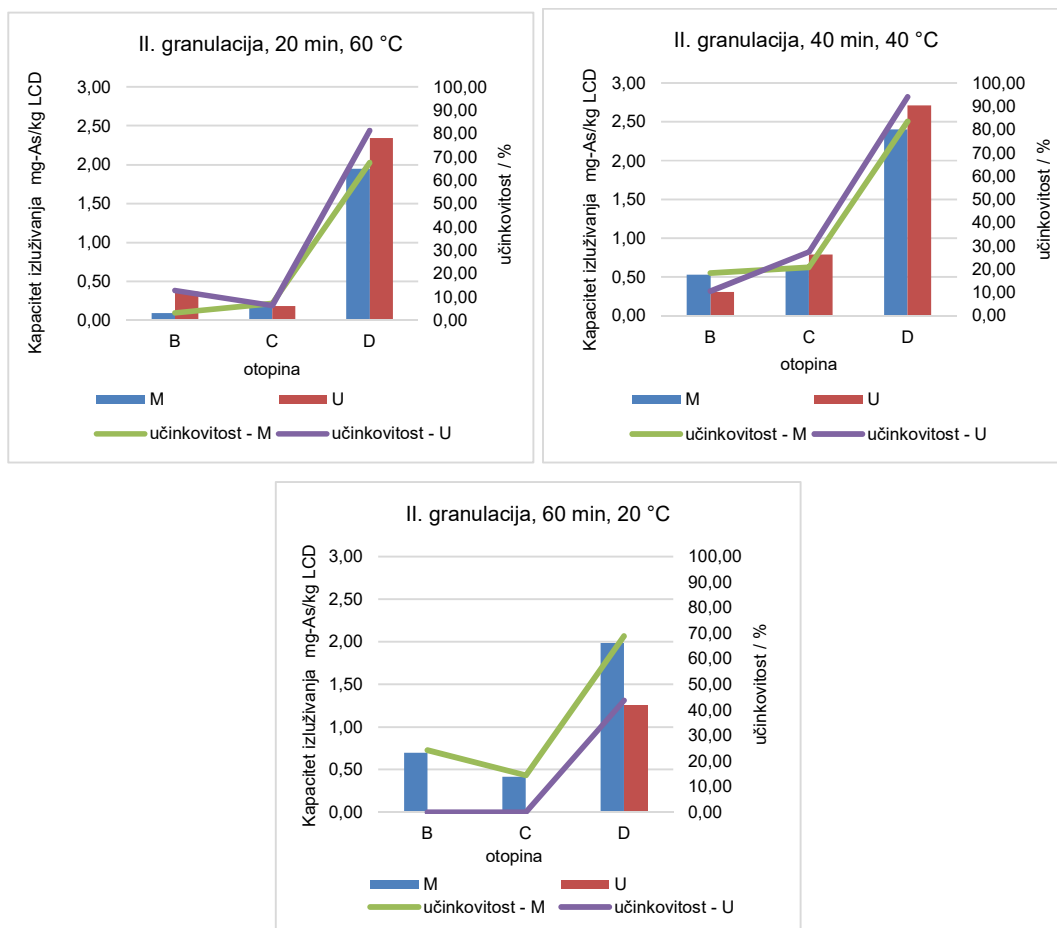 II. granulacija, 20 min, 60 °C
Kapacitet izluživanja mg-As/kg LCD
3,00
2,50
2,00
1,50
1,00
0,50
0,00
100,00
90,00
80,00
70,00
60,00
50,00
40,00
30,00
20,00
10,00
0,00
učinkovitost / %
B C D
otopina
M U
učinkovitost - M učinkovitost - U
II. granulacija, 40 min, 40 °C
Kapacitet izluživanja mg-As/kg LCD
3,00
2,50
2,00
1,50
1,00
0,50
0,00
100,00
90,00
80,00
70,00
60,00
50,00
40,00
30,00
20,00
10,00
0,00
učinkovitost / %
B C D
otopina
M U
učinkovitost - M učinkovitost - U
II. granulacija, 60 min, 20 °C
Kapacitet izluživanja mg-As/kg LCD
3,00
2,50
2,00
1,50
1,00
0,50
0,00
100,00
90,00
80,00
70,00
60,00
50,00
40,00
30,00
20,00
10,00
0,00
učinkovitost / %
B C D
otopina
M U
učinkovitost - M učinkovitost - U